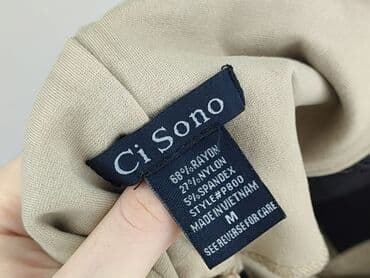 Ci Sono
68%RAYON
27%NYLON
5%SPANDEX
STYLE#P800
MADE IN VIETNAM
M
SEE REVERSE FOR CARE